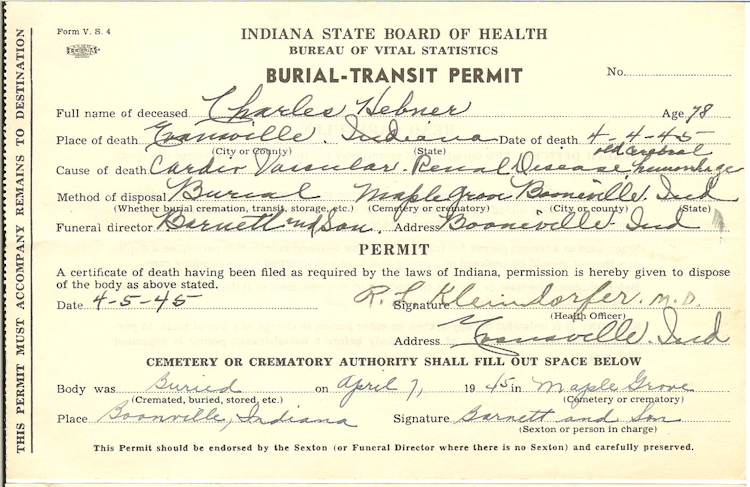 Form V. S. 4
INDIANA STATE BOARD OF HEALTH
BUREAU OF VITAL STATISTICS
BURIAL-TRANSIT PERMIT
No.
Full name of deceased Charles Hebner Age 78
Place of death Evansville. Indiana Date of death 4-4-45
(City or County) (State)
old Cerebral
Cause of death Cardio Vascular-Renal Disease, hemorrhage
Method of disposal Burial Maple Grove Booneville Ind
(Whether burial cremation, transit, storage, etc.) (Cemetery or crematory) (City or county) (State)
Funeral director Barnett and Son Address Booneville Ind
PERMIT
A certificate of death having been filed as required by the laws of Indiana, permission is hereby given to dispose
of the body as above stated.
Date 4-5-45 Signature R. L. Kleindorfer. M.D.
(Health Officer)
Address Evansville. Ind
CEMETERY OR CREMATORY AUTHORITY SHALL FILL OUT SPACE BELOW
Body was Buried on April 7, 1945 in Maple Grove
(Cremated, buried, stored, etc.) (Cemetery or crematory)
Place Boonville, Indiana Signature Barnett and Son
(Sexton or person in charge)
This Permit should be endorsed by the Sexton (or Funeral Director where there is no Sexton) and carefully preserved.
THIS PERMIT MUST ACCOMPANY REMAINS TO DESTINATION